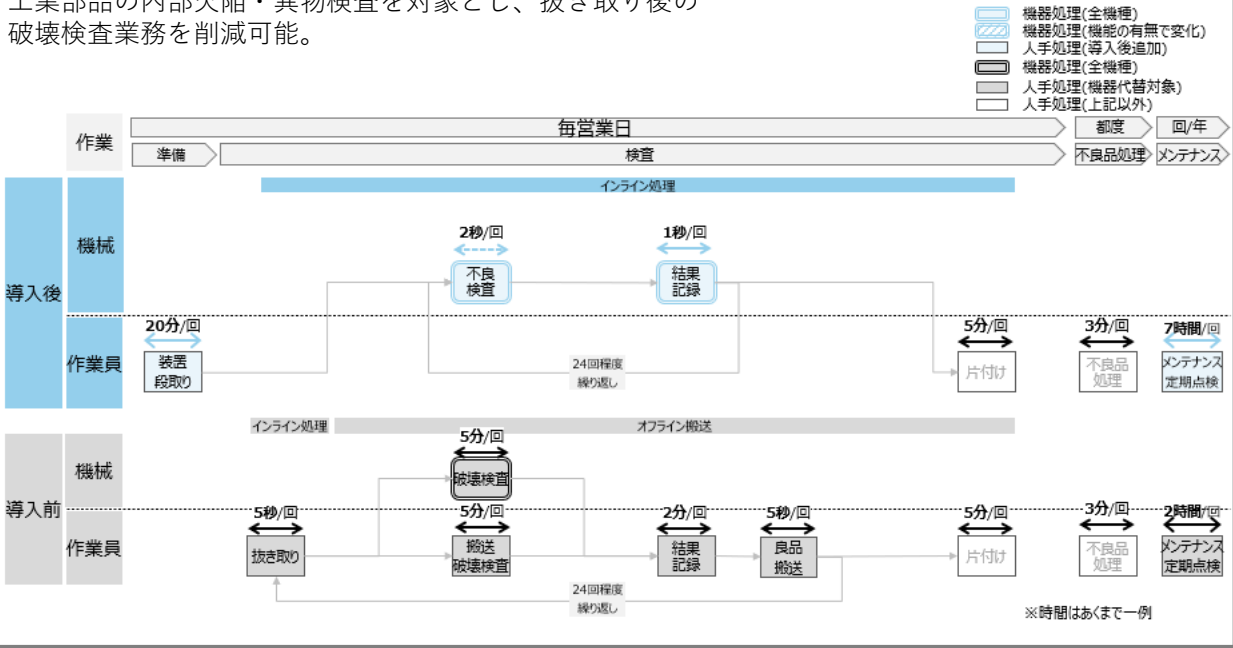 工業部品の内部欠陥・異物検査を対象とし、抜き取り後の
破壊検査業務を削減可能。
機器処理(全機種)
機器処理(機能の有無で変化)
人手処理(導入後追加)
機器処理(全機種)
人手処理(機器代替対象)
人手処理(上記以外)
作業
毎営業日
都度
回/年
準備
検査
不良品処理
メンテナンス
インライン処理
導入後
機械
2秒/回
1秒/回
不良
検査
結果
記録
作業員
20分/回
5分/回
3分/回
7時間/回
装置
段取り
24回程度
繰り返し
片付け
不良品
処理
メンテナンス
定期点検
インライン処理
オフライン搬送
導入前
機械
5分/回
破壊検査
作業員
5秒/回
5分/回
2分/回
5秒/回
5分/回
3分/回
2時間/回
抜き取り
搬送
破壊検査
結果
記録
良品
搬送
片付け
不良品
処理
メンテナンス
定期点検
24回程度
繰り返し
※時間はあくまで一例